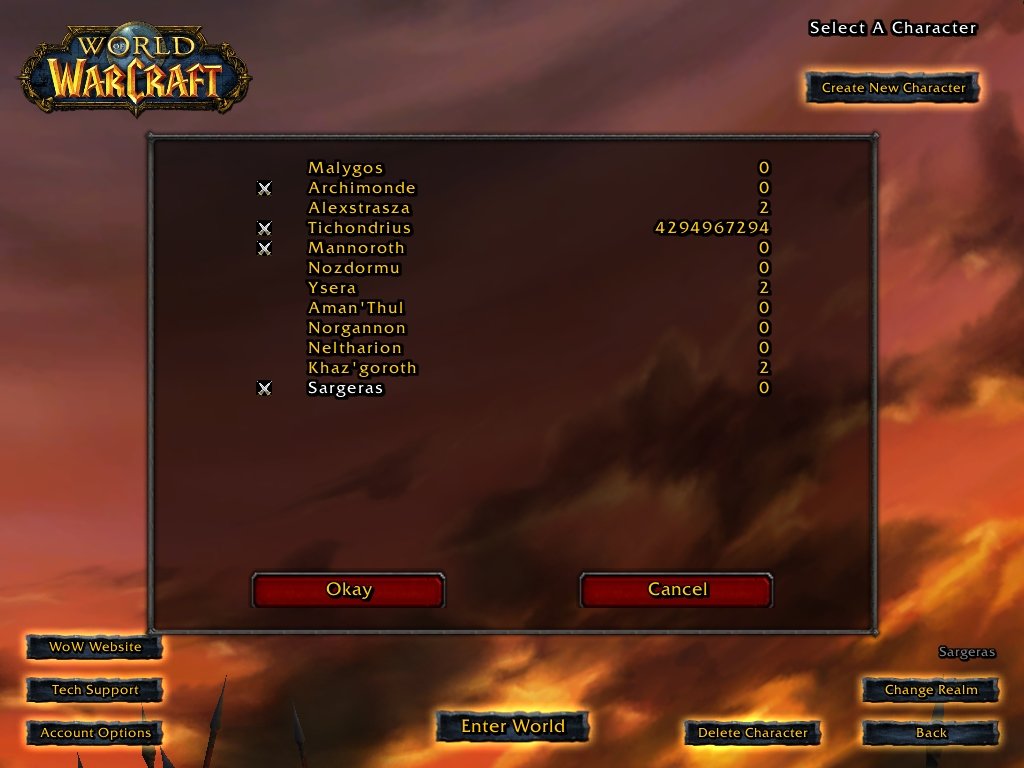 WORLD
OF
WARCRAFT
Select A Character
Create New Character
Malygos 0
Archimonde 0
Alexstrasza 2
Tichondrius 4294967294
Mannoroth 0
Nozdormu 0
Ysera 2
Aman'Thul 0
Norgannon 0
Neltharion 0
Khaz'goroth 2
Sargeras 0
Okay Cancel
WoW Website
Sargeras
Tech Support
Change Realm
Enter World
Account Options
Delete Character
Back